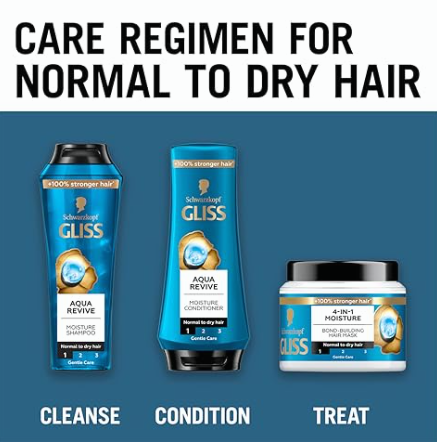 CARE REGIMEN FOR
NORMAL TO DRY HAIR
+100% stronger hair*
Schwarzkopf
GLISS
AQUA
REVIVE
MOISTURE
SHAMPOO
Normal to dry hair
1 2 3
Gentle Care
+100% stronger hair*
Schwarzkopf
GLISS
AQUA
REVIVE
MOISTURE
CONDITIONER
Normal to dry hair
1 2 3
Gentle Care
+100% stronger hair*
Schwarzkopf
GLISS
4-IN-1
MOISTURE
BOND-BUILDING
HAIR MASK
Normal to dry hair
1 2 3
Gentle Care
CLEANSE
CONDITION
TREAT